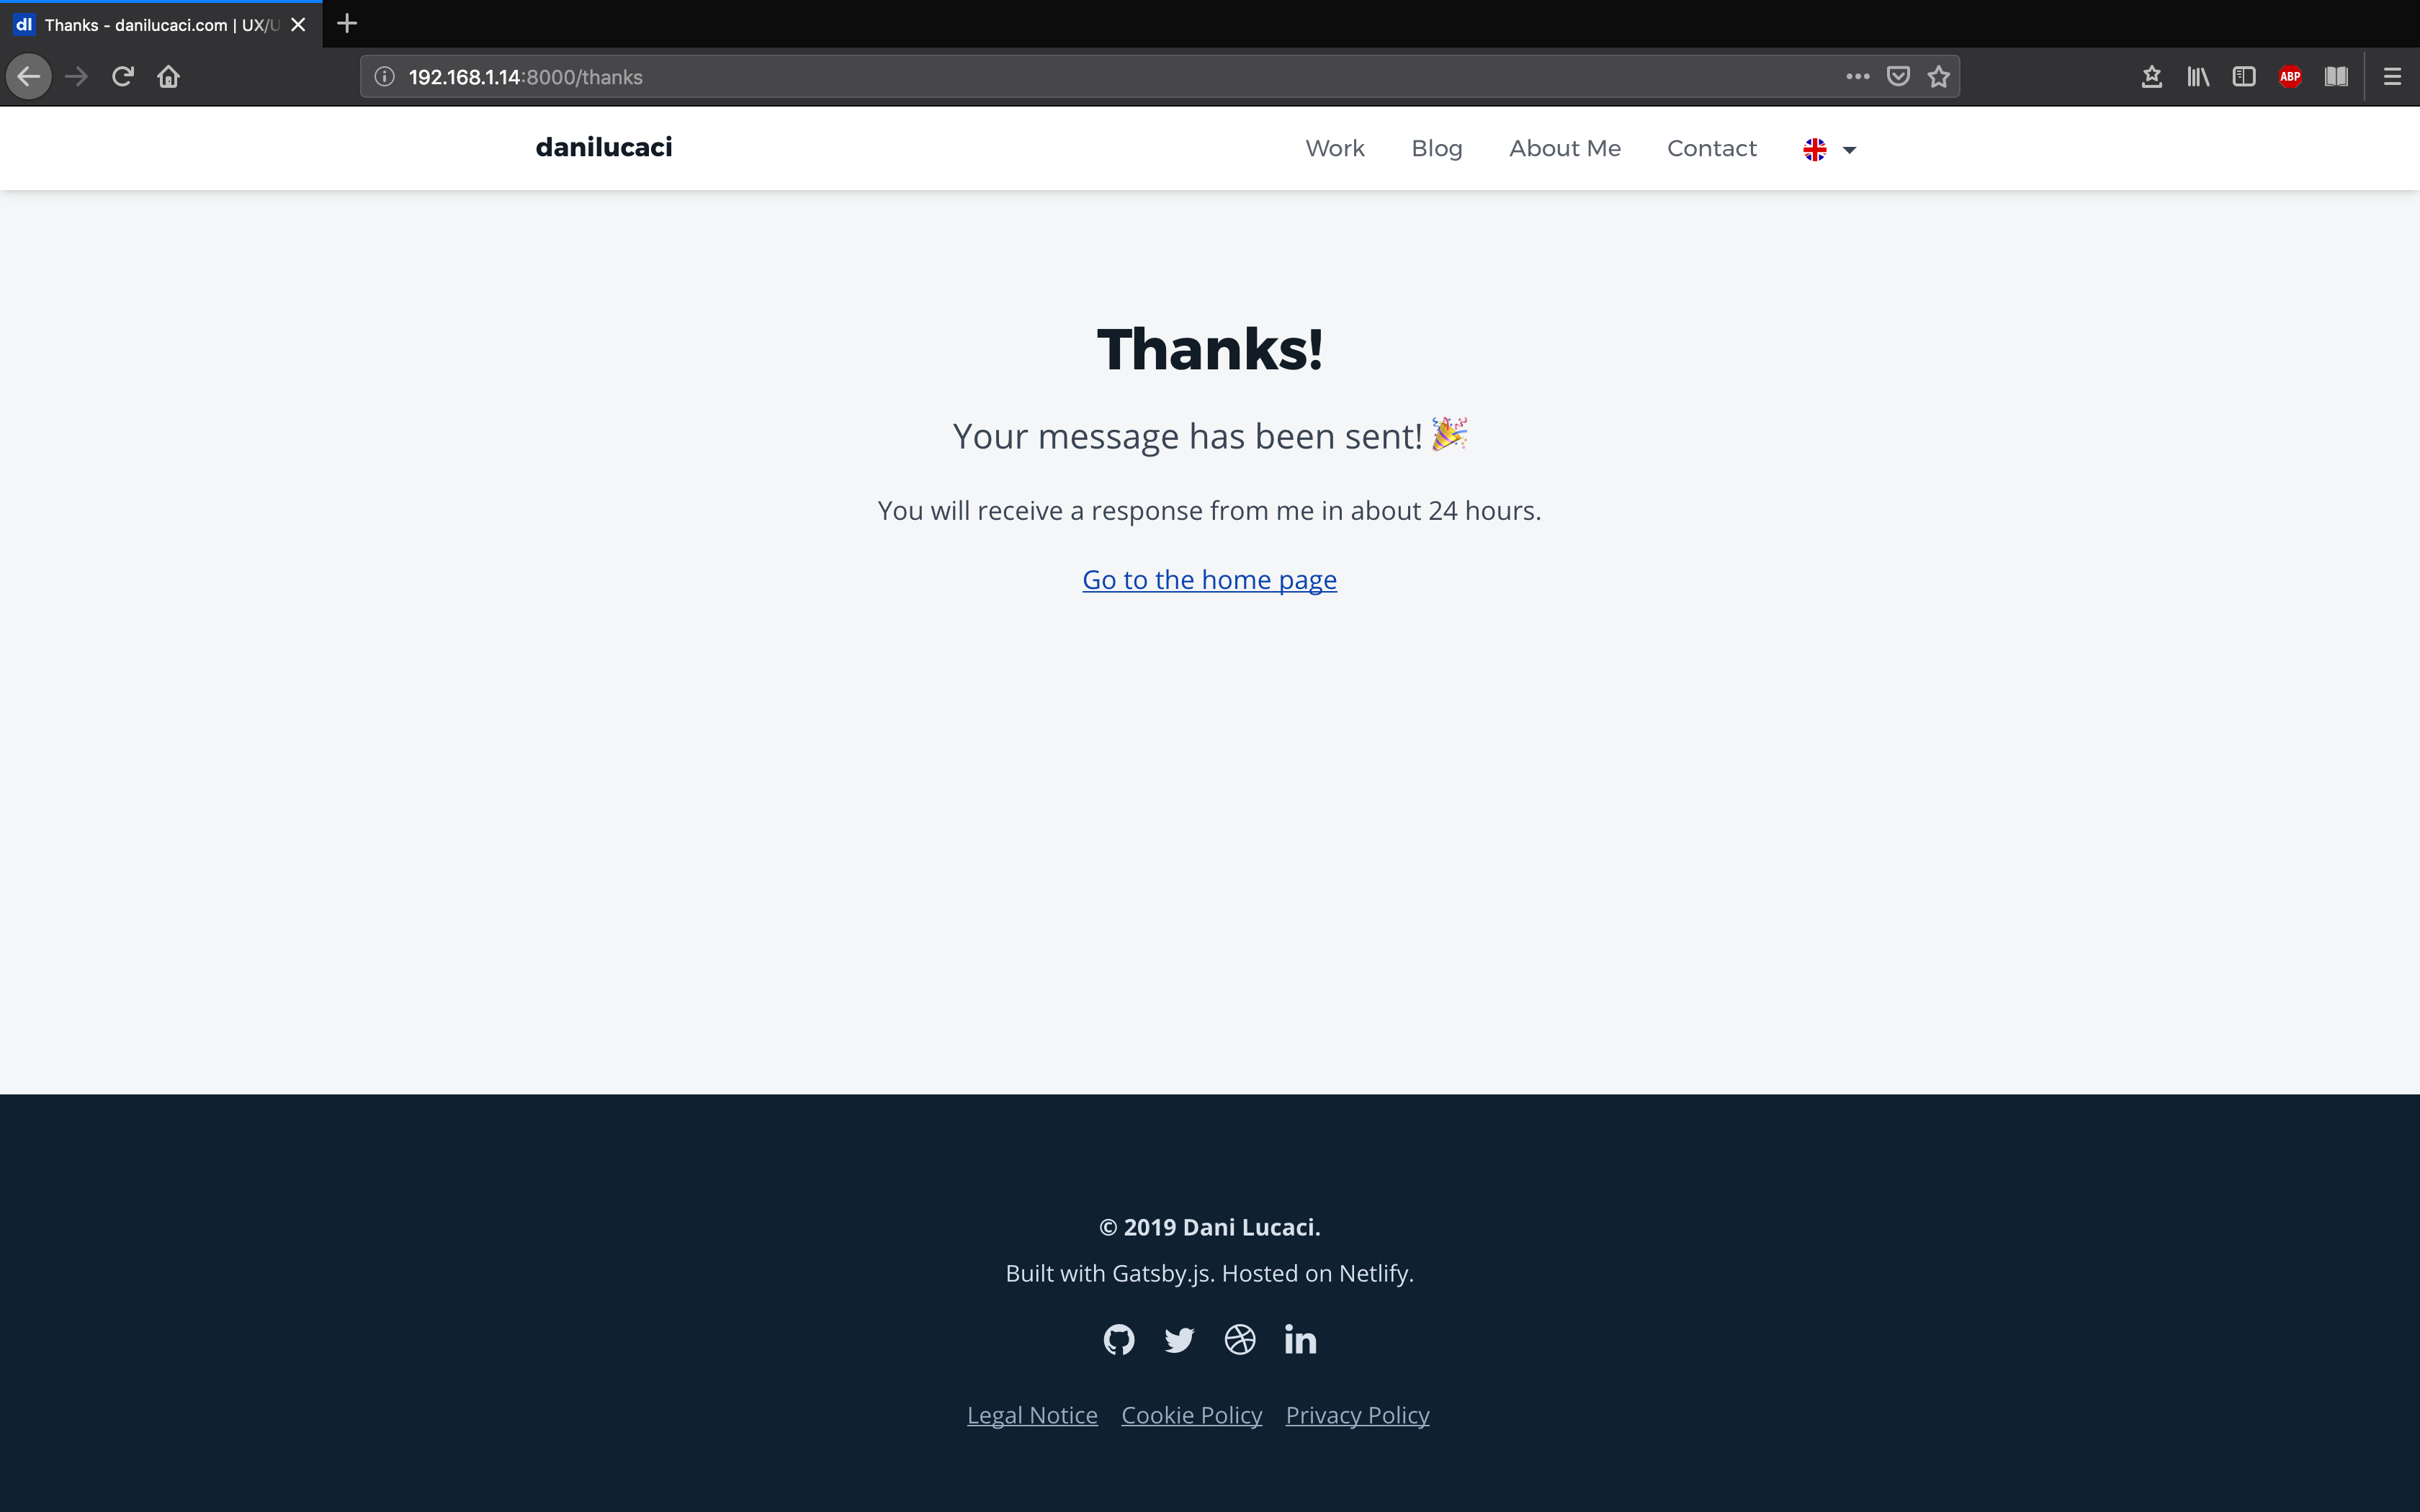 dl Thanks - danilucaci.com | UX/U
192.168.1.14:8000/thanks
ABP
danilucaci
Work Blog About Me Contact
Thanks!
Your message has been sent! 🎉
You will receive a response from me in about 24 hours.
Go to the home page
© 2019 Dani Lucaci.
Built with Gatsby.js. Hosted on Netlify.
in
Legal Notice Cookie Policy Privacy Policy